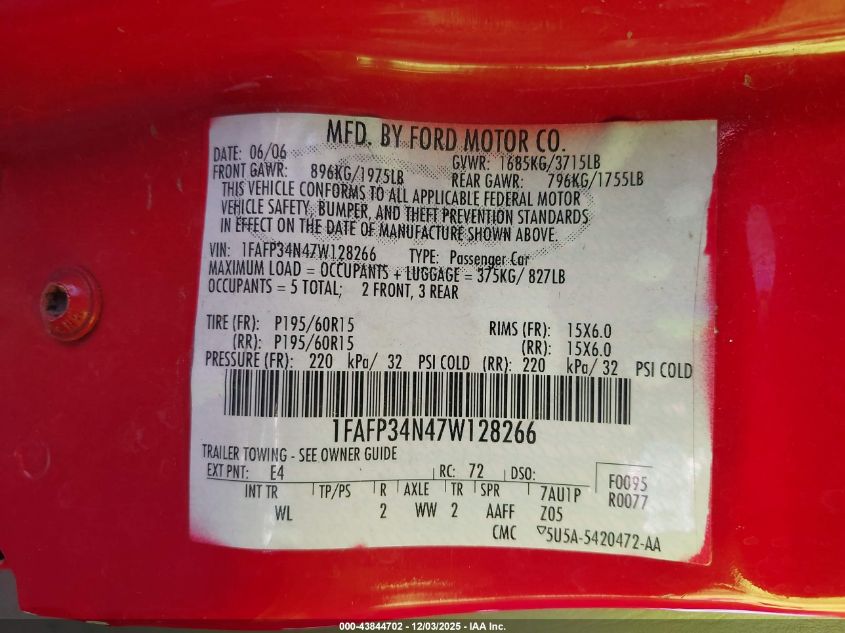 MFD. BY FORD MOTOR CO.
DATE: 06/06 GVWR: 1685KG/3715LB
FRONT GAWR: 896KG/1975LB REAR GAWR: 796KG/1755LB
THIS VEHICLE CONFORMS TO ALL APPLICABLE FEDERAL MOTOR
VEHICLE SAFETY, BUMPER, AND THEFT PREVENTION STANDARDS
IN EFFECT ON THE DATE OF MANUFACTURE SHOWN ABOVE.
VIN: 1FAFP34N47W128266 TYPE: Passenger Car
MAXIMUM LOAD = OCCUPANTS + LUGGAGE = 375KG/ 827LB
OCCUPANTS = 5 TOTAL; 2 FRONT, 3 REAR
TIRE (FR): P195/60R15 RIMS (FR): 15X6.0
(RR): P195/60R15 (RR): 15X6.0
PRESSURE (FR): 220 kPa/ 32 PSI COLD (RR): 220 kPa/ 32 PSI COLD
1FAFP34N47W128266
TRAILER TOWING - SEE OWNER GUIDE
EXT PNT: E4 RC: 72 DSO: F0095
R0077
INT TR TP/PS R AXLE TR SPR 7AU1P
WL 2 WW 2 AAFF Z05
CMC ▽5U5A-5420472-AA
000-43844702 - 12/03/2025 - IAA Inc.